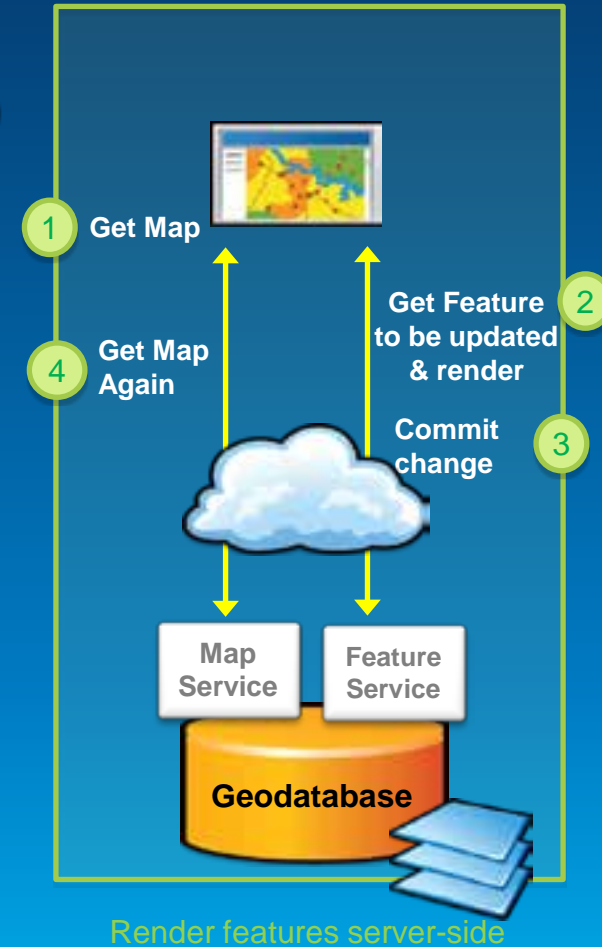 1 Get Map
2 Get Feature
to be updated
& render
4 Get Map
Again
3 Commit
change
Map
Service
Feature
Service
Geodatabase
Render features server-side